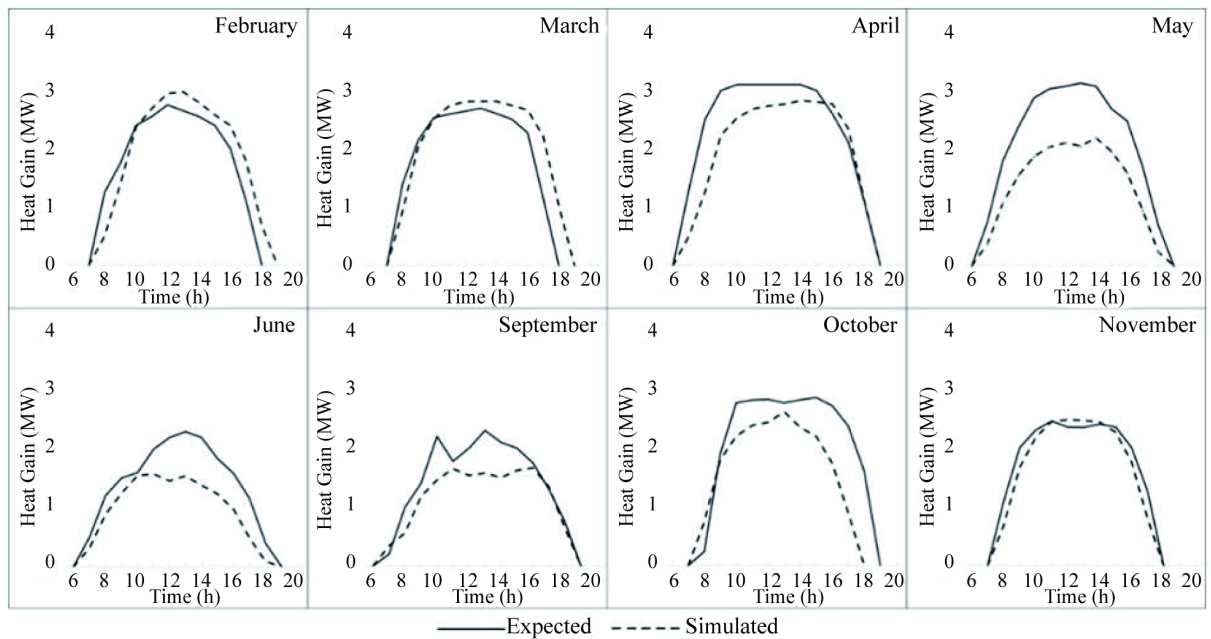 February
Heat Gain (MW)
4
3
2
1
0
6 8 10 12 14 16 18 20
Time (h)
March
Heat Gain (MW)
4
3
2
1
0
6 8 10 12 14 16 18 20
Time (h)
April
Heat Gain (MW)
4
3
2
1
0
6 8 10 12 14 16 18 20
Time (h)
May
Heat Gain (MW)
4
3
2
1
0
6 8 10 12 14 16 18 20
Time (h)
June
Heat Gain (MW)
4
3
2
1
0
6 8 10 12 14 16 18 20
Time (h)
September
Heat Gain (MW)
4
3
2
1
0
6 8 10 12 14 16 18 20
Time (h)
October
Heat Gain (MW)
4
3
2
1
0
6 8 10 12 14 16 18 20
Time (h)
November
Heat Gain (MW)
4
3
2
1
0
6 8 10 12 14 16 18 20
Time (h)
Expected Simulated